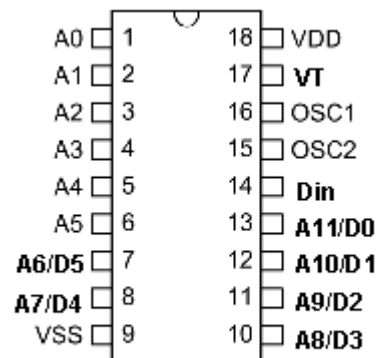 A0 1 18 VDD
A1 2 17 VT
A2 3 16 OSC1
A3 4 15 OSC2
A4 5 14 Din
A5 6 13 A11/D0
A6/D5 7 12 A10/D1
A7/D4 8 11 A9/D2
VSS 9 10 A8/D3